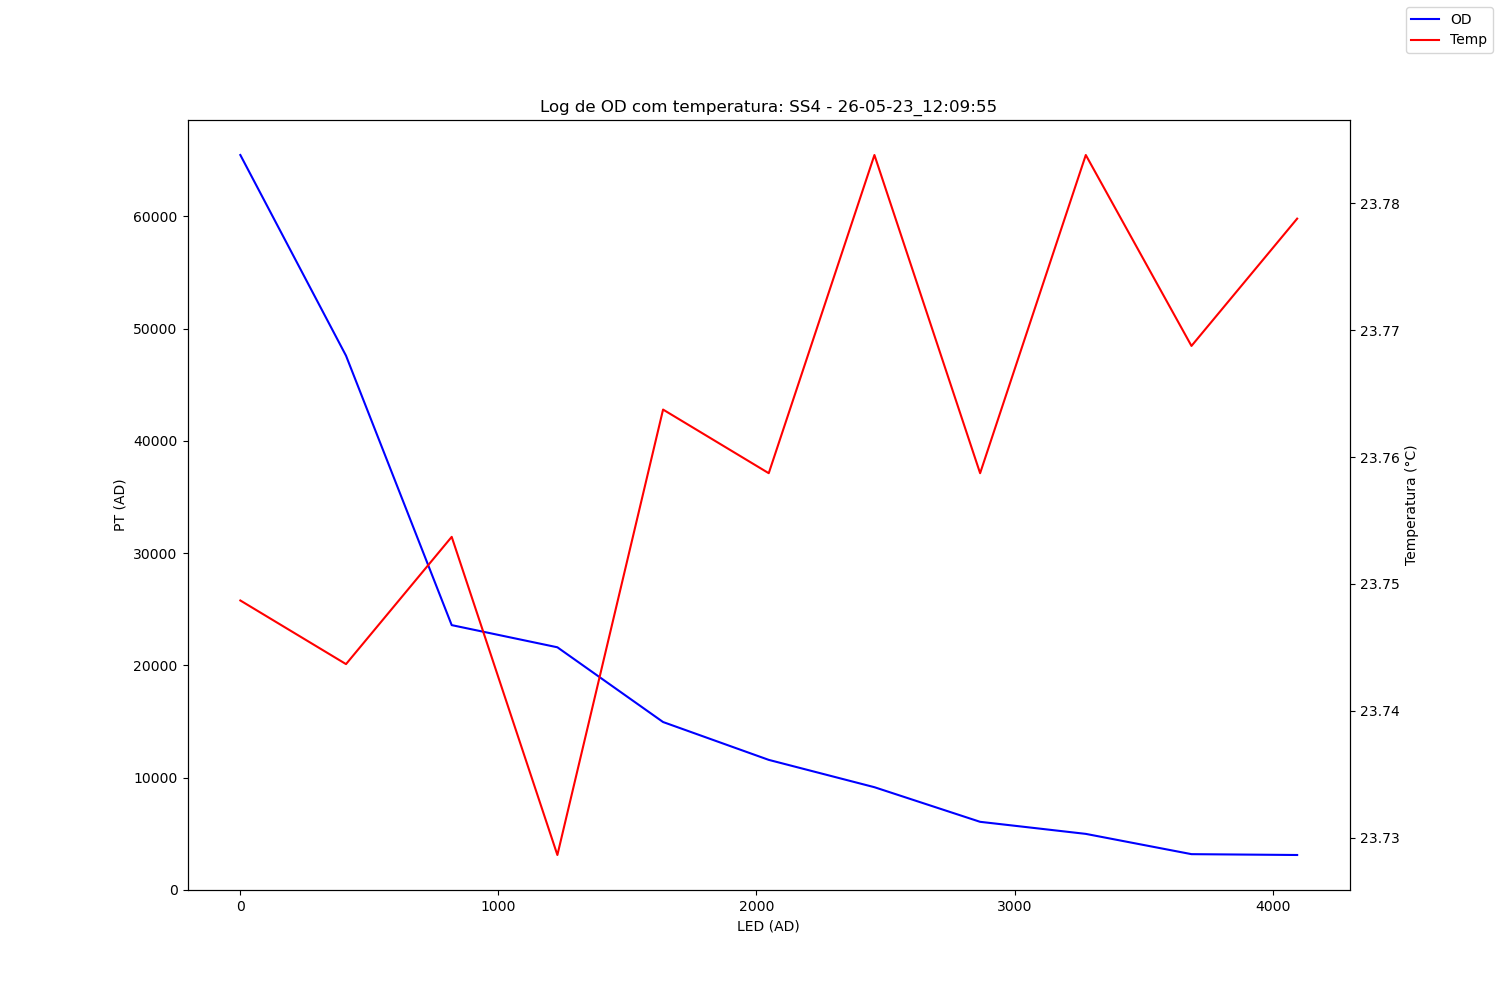 OD
Temp
Log de OD com temperatura: SS4 - 26-05-23_12:09:55
PT (AD)
60000
50000
40000
30000
20000
10000
0
0 1000 2000 3000 4000
LED (AD)
23.78
23.77
23.76
23.75
23.74
23.73
Temperatura (°C)